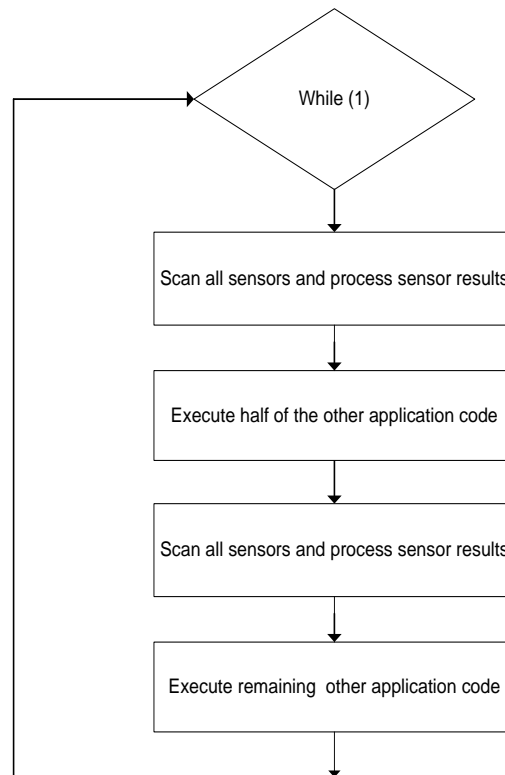 While (1)
Scan all sensors and process sensor results
Execute half of the other application code
Scan all sensors and process sensor results
Execute remaining other application code